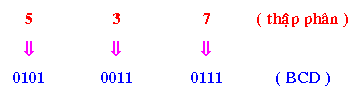 5 3 7 ( thập phân )
⇓ ⇓ ⇓
0101 0011 0111 ( BCD )